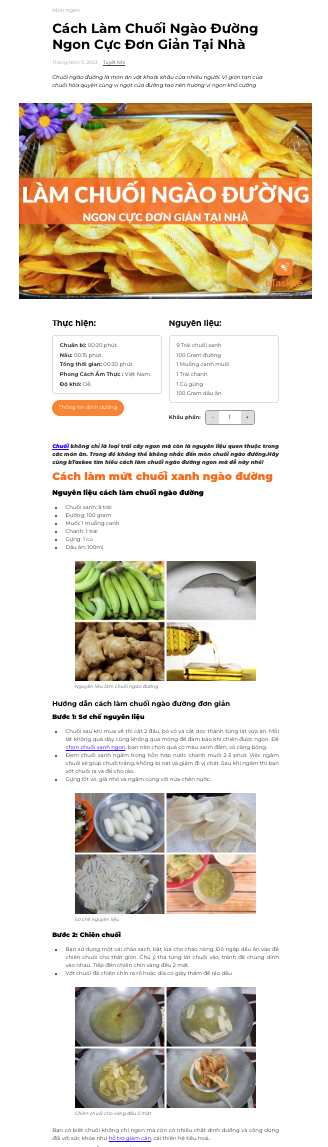 Món ngon
Cách Làm Chuối Ngào Đường
Ngon Cực Đơn Giản Tại Nhà
Tháng Năm 11, 2023
Tuyết Nhi
Chuối ngào đường là món ăn vặt khoái khẩu của nhiều người. Vị giòn tan của
chuối hòa quyện cùng vị ngọt của đường tạo nên hương vị ngon khó cưỡng
LÀM CHUỐI NGÀO ĐƯỜNG
NGON CỰC ĐƠN GIẢN TẠI NHÀ
bTaskee
Thực hiện:
Chuẩn bị: 00:20 phút.
Nấu: 00:15 phút.
Tổng thời gian: 00:30 phút.
Phong Cách Ẩm Thực : Việt Nam.
Độ khó: Dễ
Thông tin dinh dưỡng
Nguyên liệu:
9 Trái chuối xanh
100 Gram đường
1 Muỗng canh muối
1 Trái chanh
1 Củ gừng
100 Gram dầu ăn
Khẩu phần:
- 1 +
Chuối không chỉ là loại trái cây ngon mà còn là nguyên liệu quen thuộc trong
các món ăn. Trong đó không thể không nhắc đến món chuối ngào đường.Hãy
cùng bTaskee tìm hiểu cách làm chuối ngào đường ngon mà dễ này nhé!
Cách làm mứt chuối xanh ngào đường
Nguyên liệu cách làm chuối ngào đường
Chuối xanh: 9 trái
Đường: 100 gram
Muối: 1 muỗng canh
Chanh: 1 trái
Gừng: 1 củ
Dầu ăn: 100ml
Nguyên liệu làm chuối ngào đường
Hướng dẫn cách làm chuối ngào đường đơn giản
Bước 1: Sơ chế nguyên liệu
Chuối sau khi mua về thì cắt 2 đầu, bỏ vỏ và cắt dọc thành từng lát vừa ăn. Mỗi
lát không quá dày cũng không quá mỏng để đảm bảo khi chiên được ngon. Để
chọn chuối xanh ngon, bạn nên chọn quả có màu xanh đậm, vỏ căng bóng.
Đem chuối xanh ngâm trong hỗn hợp nước chanh muối 2-3 phút. Việc ngâm
chuối sẽ giúp chuối trắng, không bị nát và giảm đi vị chát. Sau khi ngâm thì bạn
vớt chuối ra và để cho ráo.
Gừng lột vỏ, giã nhỏ và ngâm cùng với nửa chén nước.
Sơ chế nguyên liệu
Bước 2: Chiên chuối
Bạn sử dụng một cái chảo sạch, bật lửa cho chảo nóng. Đổ ngập dầu ăn vào để
chiên chuối cho thật giòn. Chú ý thả từng lát chuối vào, tránh để chúng dính
vào nhau. Tiếp đến chiên chín vàng đều 2 mặt.
Vớt chuối đã chiên chín ra rổ hoặc dĩa có giấy thấm để ráo dầu
Chiên chuối cho vàng đều 2 mặt
Bạn có biết chuối không chỉ ngon mà còn có nhiều chất dinh dưỡng và công dụng
đối với sức khỏe như hỗ trợ giảm cân, cải thiện hệ tiêu hoá...